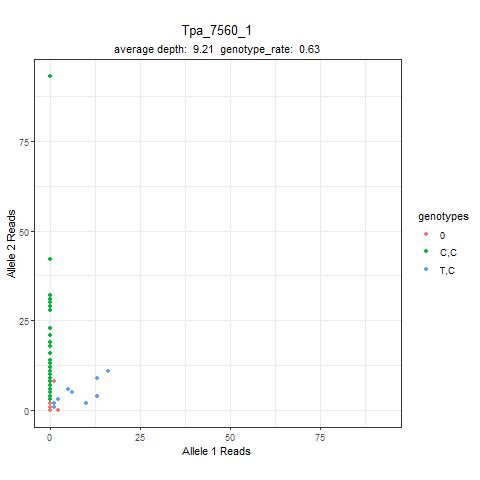 Tpa_7560_1
average depth: 9.21 genotype_rate: 0.63
Allele 2 Reads
75
50
25
0
0 25 50 75
Allele 1 Reads
genotypes
0
C,C
T,C